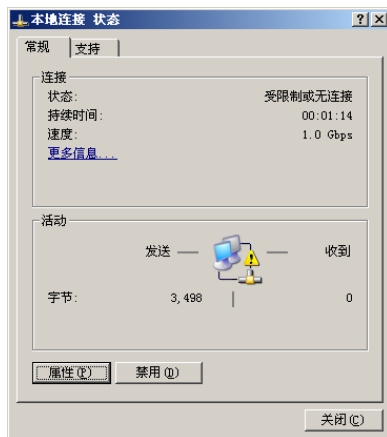 本地连接 状态
常规 支持
连接
状态: 受限制或无连接
持续时间: 00:01:14
速度: 1.0 Gbps
更多信息...
活动
发送 — — 收到
字节: 3,498 | 0
属性(P) 禁用(D)
关闭(C)